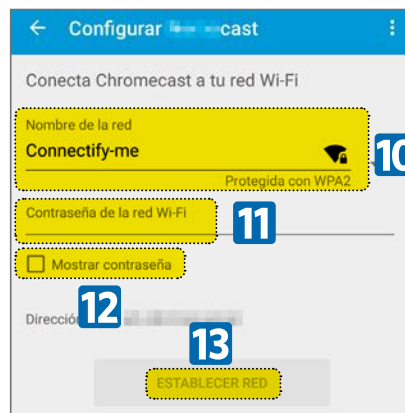 Configurar cast
Conecta Chromecast a tu red Wi-Fi
Nombre de la red
Connectify-me
10
Protegida con WPA2
Contraseña de la red Wi-Fi
11
Mostrar contraseña
12
Dirección
13
ESTABLECER RED